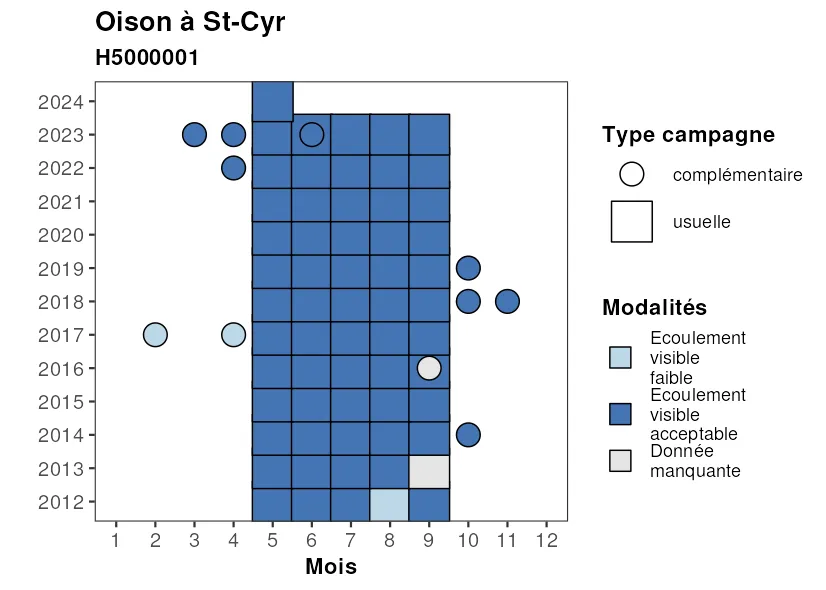 Oison à St-Cyr
H5000001
2024
2023
2022
2021
2020
2019
2018
2017
2016
2015
2014
2013
2012
1 2 3 4 5 6 7 8 9 10 11 12
Mois
Type campagne
complémentaire
usuelle
Modalités
Ecoulement
visible
faible
Ecoulement
visible
acceptable
Donnée
manquante